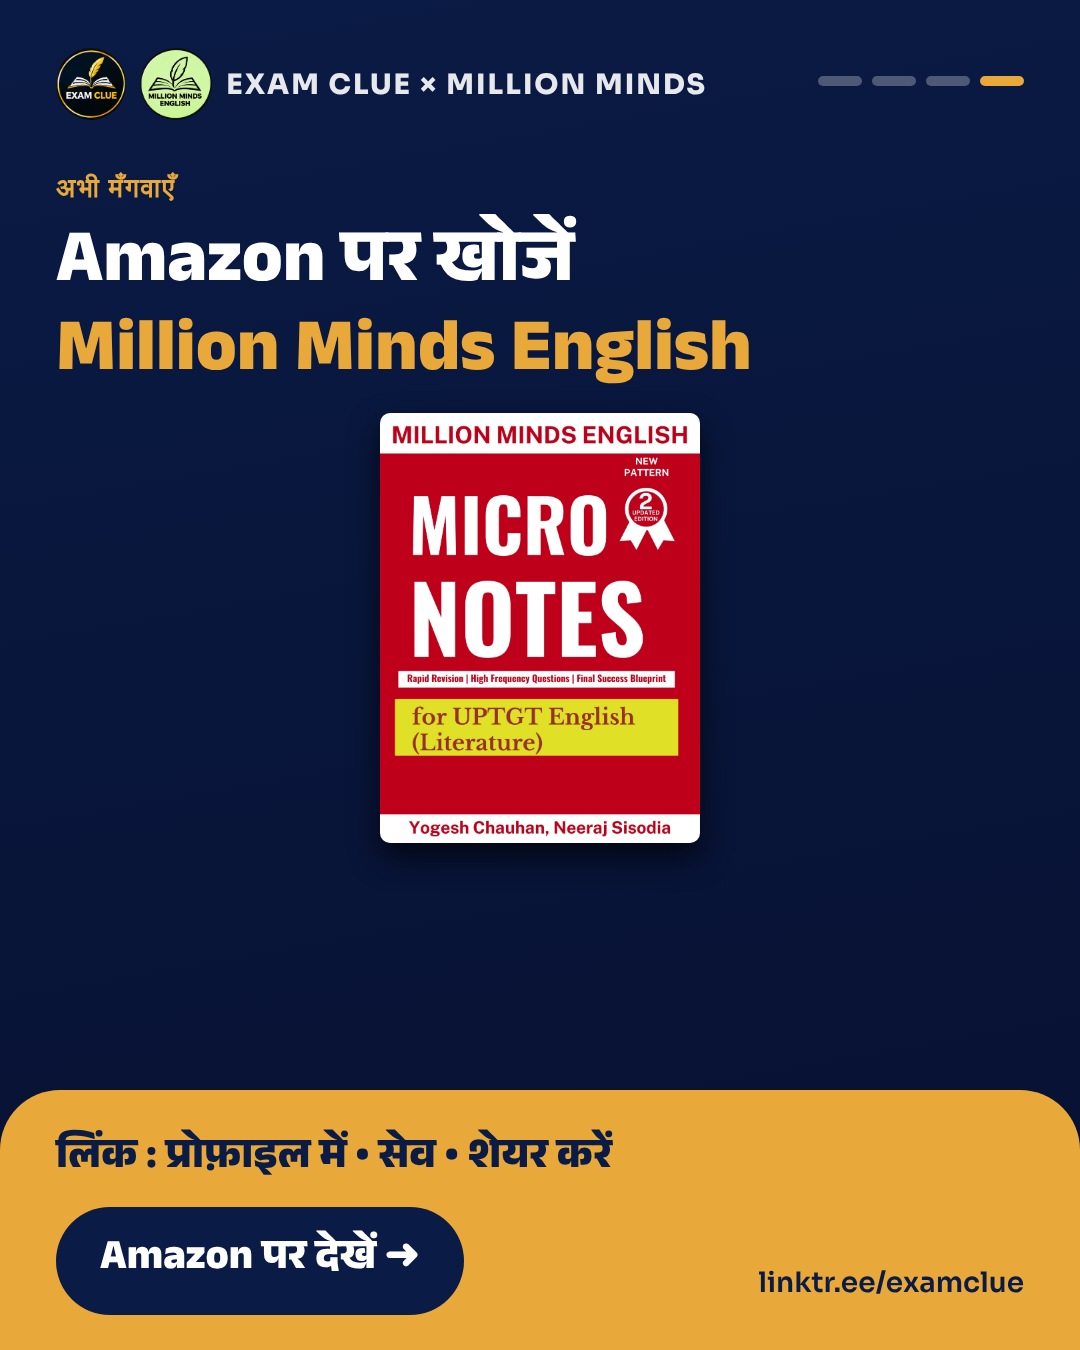 EXAM CLUE
MILLION MINDS
ENGLISH
EXAM CLUE × MILLION MINDS
अभी मँगवाएँ
Amazon पर खोजें
Million Minds English
MILLION MINDS ENGLISH
NEW
PATTERN
MICRO
2
UPDATED
EDITION
NOTES
Rapid Revision | High Frequency Questions | Final Success Blueprint
for UPTGT English
(Literature)
Yogesh Chauhan, Neeraj Sisodia
लिंक : प्रोफ़ाइल में • सेव • शेयर करें
Amazon पर देखें ➜
linktr.ee/examclue